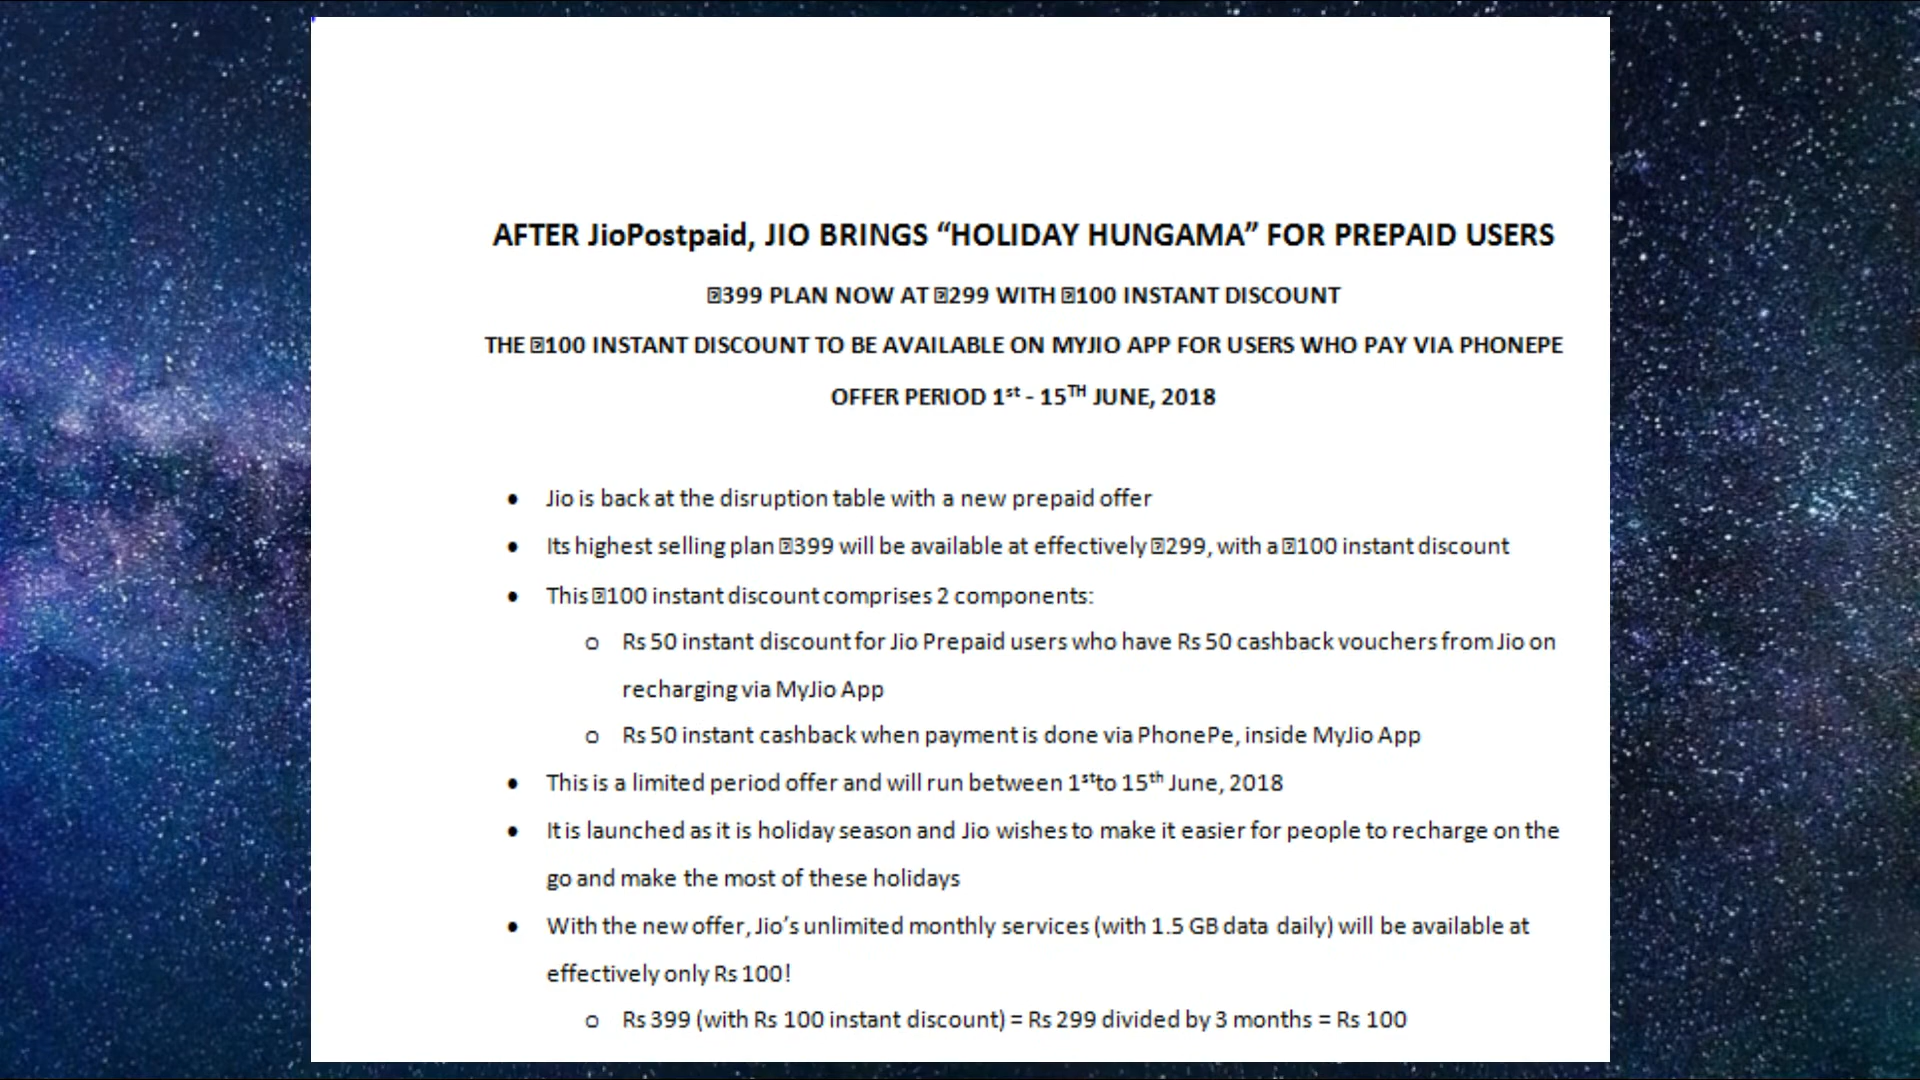 AFTER JioPostpaid, JIO BRINGS “HOLIDAY HUNGAMA” FOR PREPAID USERS
⍰399 PLAN NOW AT ⍰299 WITH ⍰100 INSTANT DISCOUNT
THE ⍰100 INSTANT DISCOUNT TO BE AVAILABLE ON MYJIO APP FOR USERS WHO PAY VIA PHONEPE
OFFER PERIOD 1st - 15TH JUNE, 2018
• Jio is back at the disruption table with a new prepaid offer
• Its highest selling plan ⍰399 will be available at effectively ⍰299, with a ⍰100 instant discount
• This ⍰100 instant discount comprises 2 components:
o Rs 50 instant discount for Jio Prepaid users who have Rs 50 cashback vouchers from Jio on
recharging via MyJio App
o Rs 50 instant cashback when payment is done via PhonePe, inside MyJio App
• This is a limited period offer and will run between 1stto 15th June, 2018
• It is launched as it is holiday season and Jio wishes to make it easier for people to recharge on the
go and make the most of these holidays
• With the new offer, Jio’s unlimited monthly services (with 1.5 GB data daily) will be available at
effectively only Rs 100!
o Rs 399 (with Rs 100 instant discount) = Rs 299 divided by 3 months = Rs 100